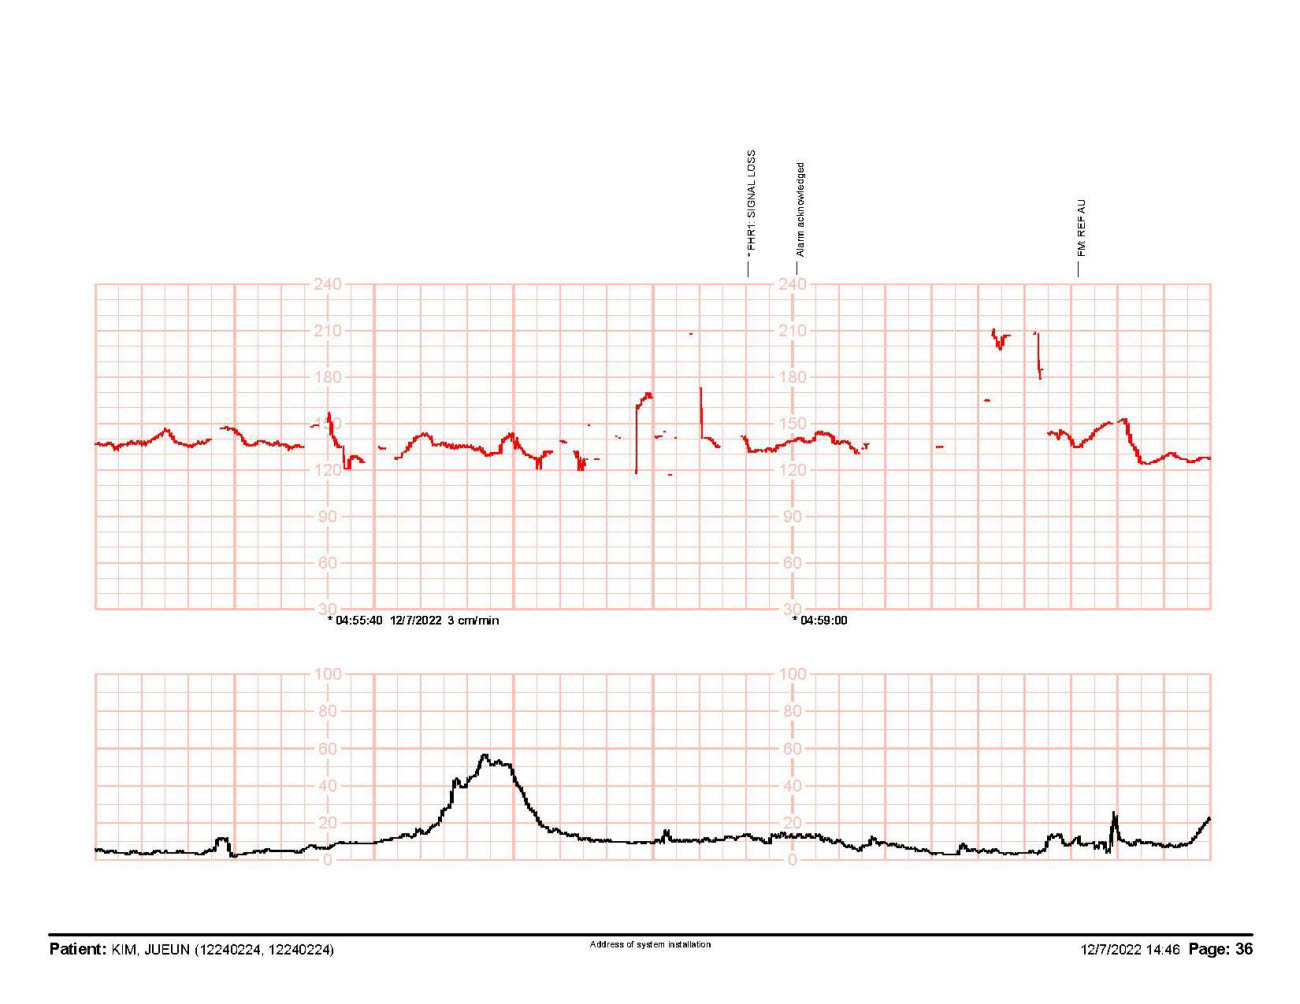 * FHR1: SIGNAL LOSS
Alarm acknowledged
FM: REF AU
240 240
210 210
180 180
150 150
120 120
90 90
60 60
30 30
* 04:55:40 12/7/2022 3 cm/min * 04:59:00
100 100
80 80
60 60
40 40
20 20
0 0
Patient: KIM, JUEUN (12240224, 12240224) Address of system installation 12/7/2022 14:46 Page: 36